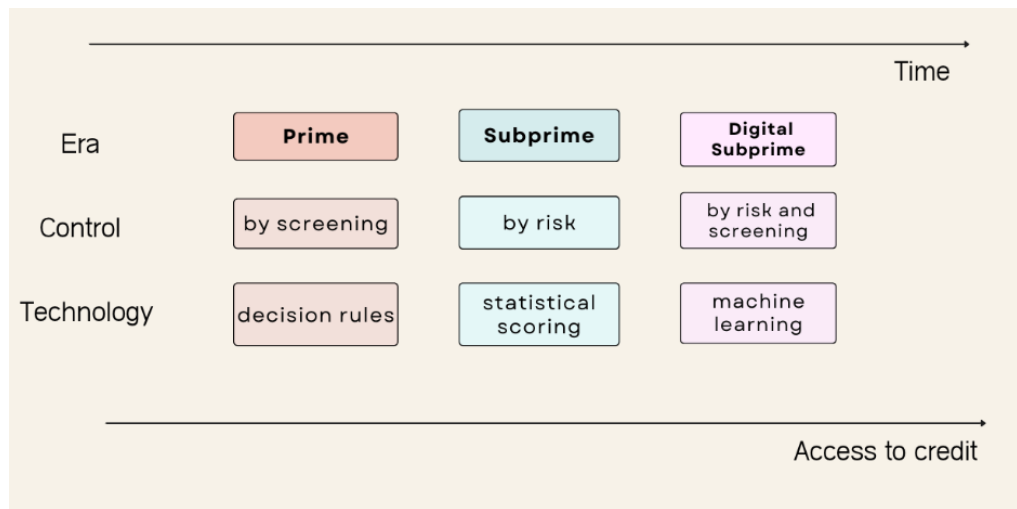 Time
Era
Prime
Subprime
Digital
Subprime
Control
by screening
by risk
by risk and
screening
Technology
decision rules
statistical
scoring
machine
learning
Access to credit